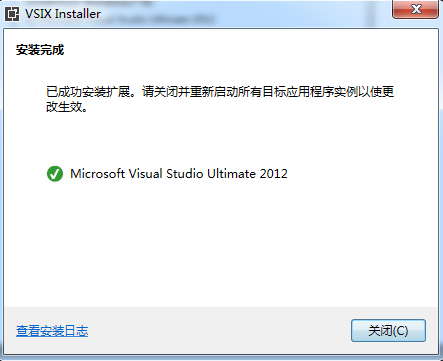 VSIX Installer
安装完成
已成功安装扩展。请关闭并重新启动所有目标应用程序实例以使更
改生效。
Microsoft Visual Studio Ultimate 2012
查看安装日志
关闭(C)